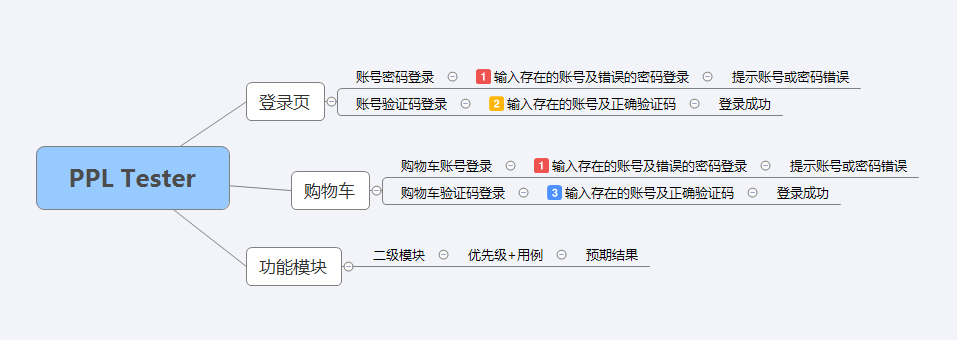 PPL Tester
登录页
账号密码登录 1 输入存在的账号及错误的密码登录 提示账号或密码错误
账号验证码登录 2 输入存在的账号及正确验证码 登录成功
购物车
购物车账号登录 1 输入存在的账号及错误的密码登录 提示账号或密码错误
购物车验证码登录 3 输入存在的账号及正确验证码 登录成功
功能模块
二级模块 优先级+用例 预期结果